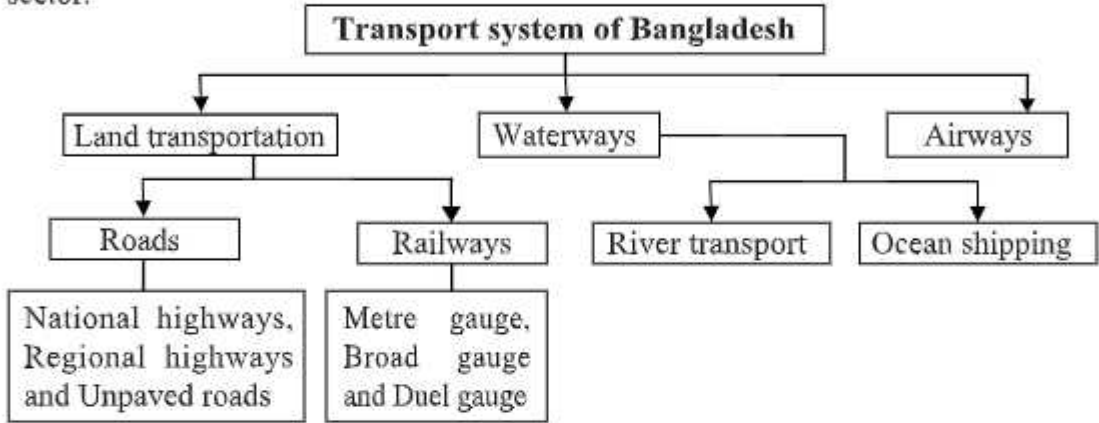 sector.
Transport system of Bangladesh
Land transportation
Waterways
Airways
Roads
Railways
River transport
Ocean shipping
National highways,
Regional highways
and Unpaved roads
Metre gauge,
Broad gauge
and Duel gauge